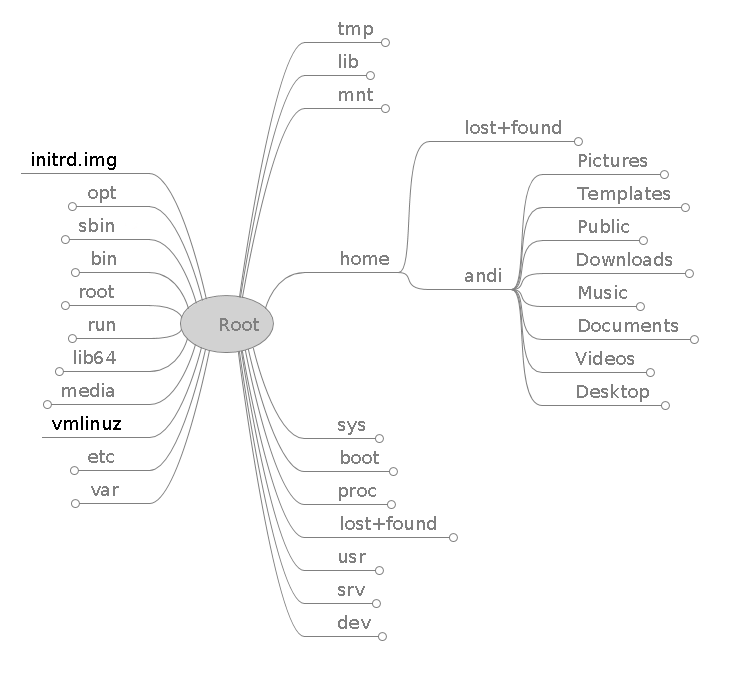 tmp
lib
mnt
lost+found
initrd.img
Pictures
opt
Templates
sbin
Public
bin
home
Downloads
andi
root
Music
run
Root
Documents
lib64
Videos
media
Desktop
vmlinuz
sys
etc
boot
var
proc
lost+found
usr
srv
dev